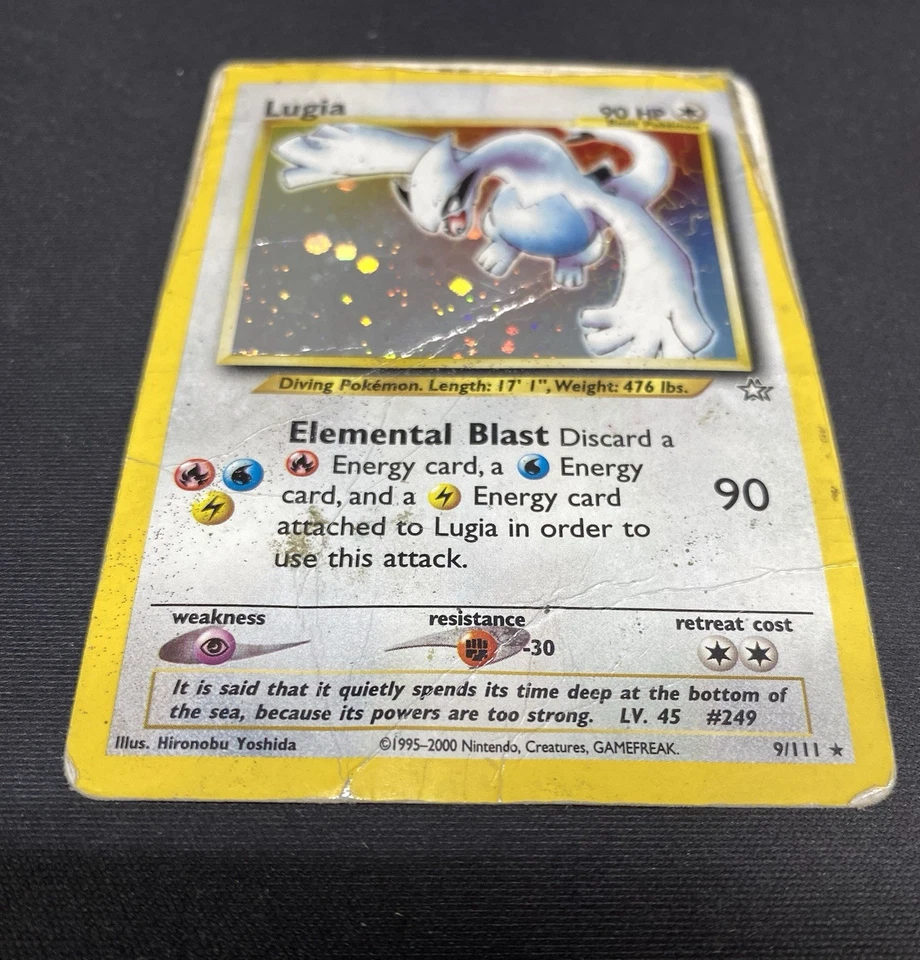 Lugia 90 HP
Basic Pokémon
Diving Pokémon. Length: 17' 1", Weight: 476 lbs.
Elemental Blast Discard a
Energy card, a Energy
card, and a Energy card
attached to Lugia in order to
use this attack.
90
weakness resistance retreat cost
-30
It is said that it quietly spends its time deep at the bottom of
the sea, because its powers are too strong. LV. 45 #249
Illus. Hironobu Yoshida ©1995-2000 Nintendo, Creatures, GAMEFREAK. 9/111 ★